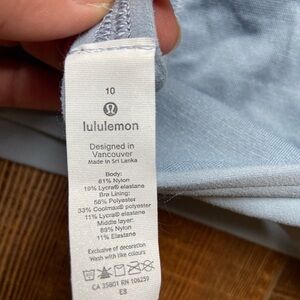 10
lululemon
Designed in
Vancouver
Made in Sri Lanka
Body:
81% Nylon
19% Lycra® elastane
Bra Lining:
56% Polyester
33% Coolmax® polyester
11% Lycra® elastane
Middle layer:
89% Nylon
11% Elastane
Exclusive of decoration
Wash with like colours
CA 35801 RN 106259
E8